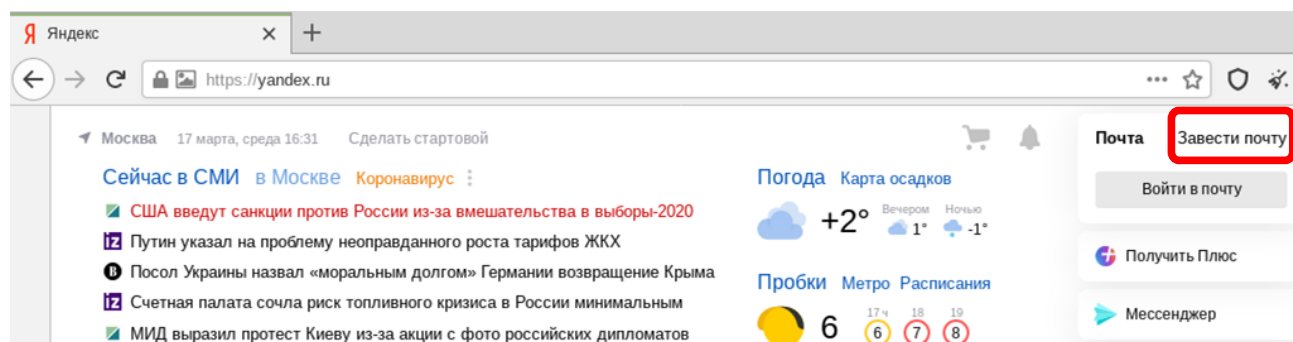 Я Яндекс
https://yandex.ru
Москва 17 марта, среда 16:31 Сделать стартовой
Почта Завести почту
Сейчас в СМИ в Москве Коронавирус
Погода Карта осадков
Войти в почту
США введут санкции против России из-за вмешательства в выборы-2020
+2° Вечером 1° Ночью -1°
iz Путин указал на проблему неоправданного роста тарифов ЖКХ
Получить Плюс
В Посол Украины назвал «моральным долгом» Германии возвращение Крыма
Пробки Метро Расписания
iz Счетная палата сочла риск топливного кризиса в России минимальным
Мессенджер
МИД выразил протест Киеву из-за акции с фото российских дипломатов
6 17 ч 6 18 7 19 8